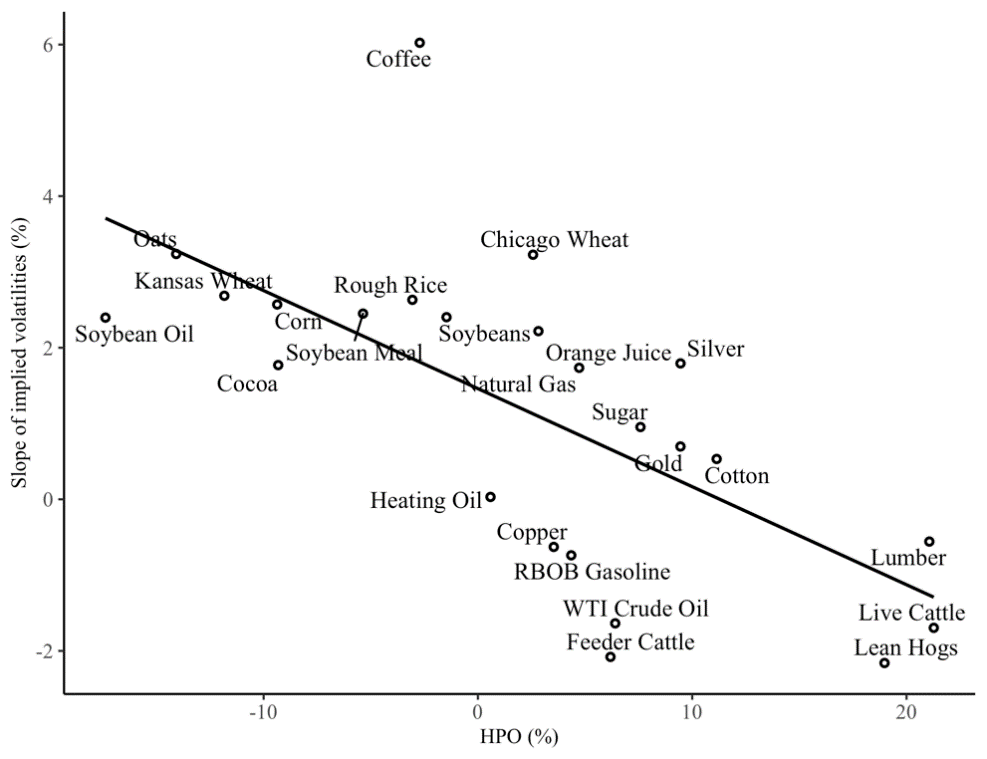 6
Coffee
4
Chicago Wheat
Oats
Kansas Wheat
Rough Rice
Soybean Oil
Corn
Soybeans
2
Soybean Meal
Orange Juice
Silver
Cocoa
Natural Gas
Sugar
Gold
Cotton
0
Heating Oil
Copper
Lumber
RBOB Gasoline
WTI Crude Oil
Live Cattle
Feeder Cattle
Lean Hogs
-2
Slope of implied volatilities (%)
-10
0
10
20
HPO (%)